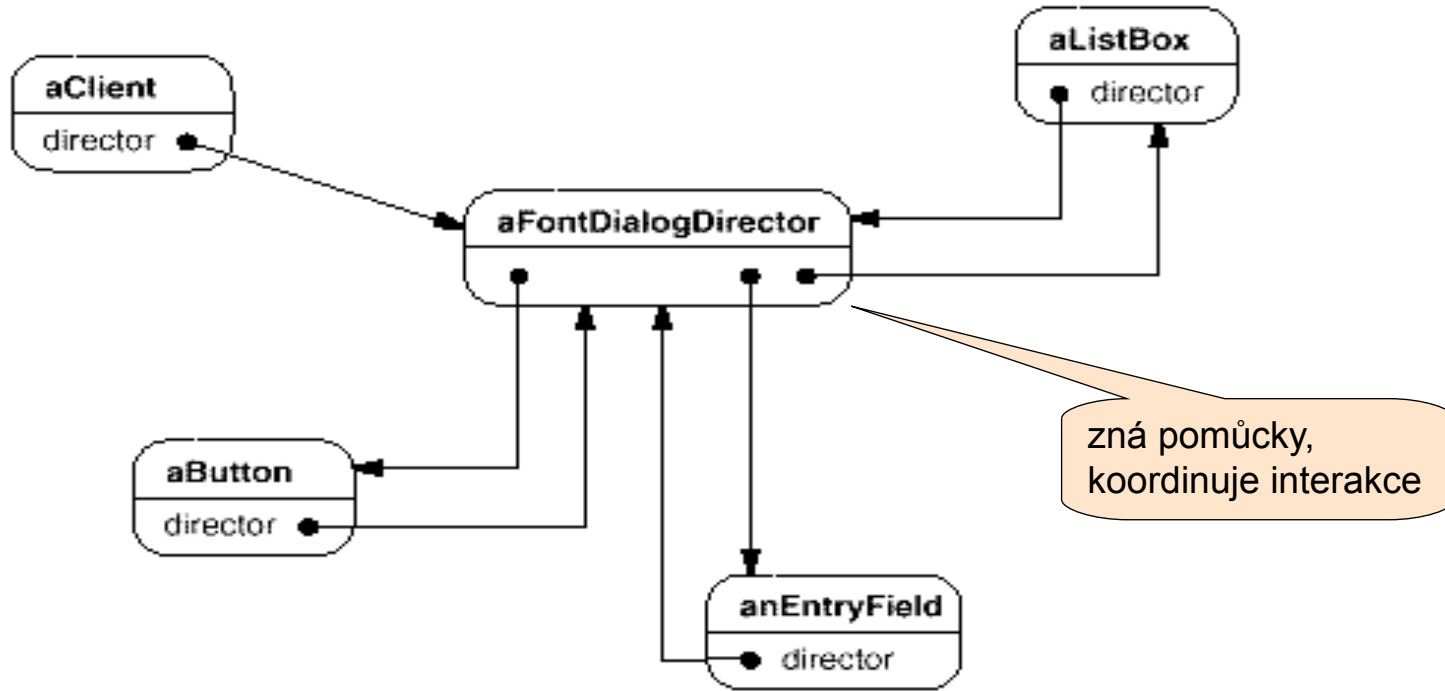 aClient
director
aListBox
director
aFontDialogDirector
zná pomůcky,
koordinuje interakce
aButton
director
anEntryField
director